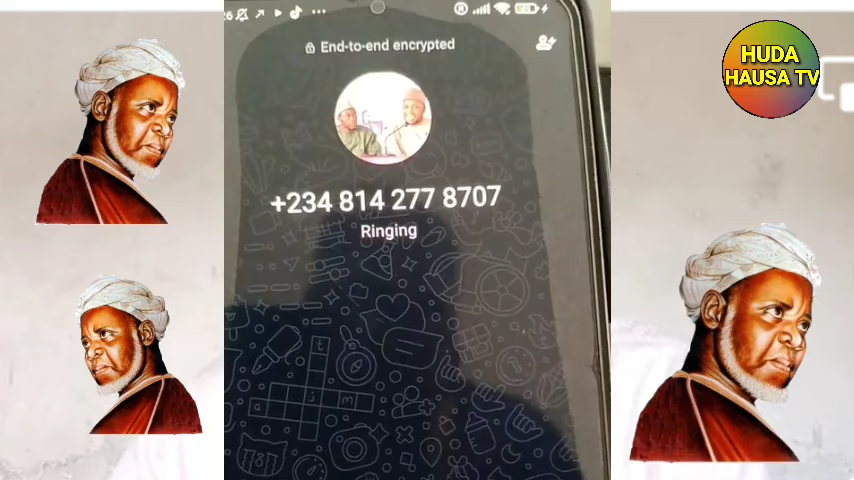 End-to-end encrypted
+234 814 277 8707
Ringing
HUDA
HAUSA TV